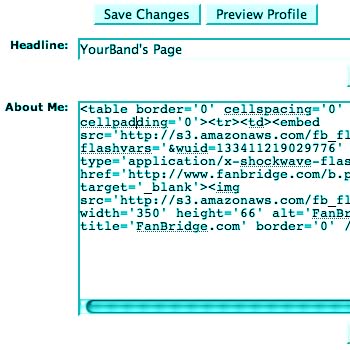 Save Changes Preview Profile
Headline: YourBand's Page
About Me: <table border='0' cellspacing='0'
cellpadding='0'><tr><td><embed
src='http://s3.amazonaws.com/fb_fl
flashvars='&wuid=133411219029776'
type='application/x-shockwave-flas
href='http://www.fanbridge.com/b.p
target='_blank'><img
src='http://s3.amazonaws.com/fb_fl
width='350' height='66' alt='FanBr
title='FanBridge.com' border='0' /